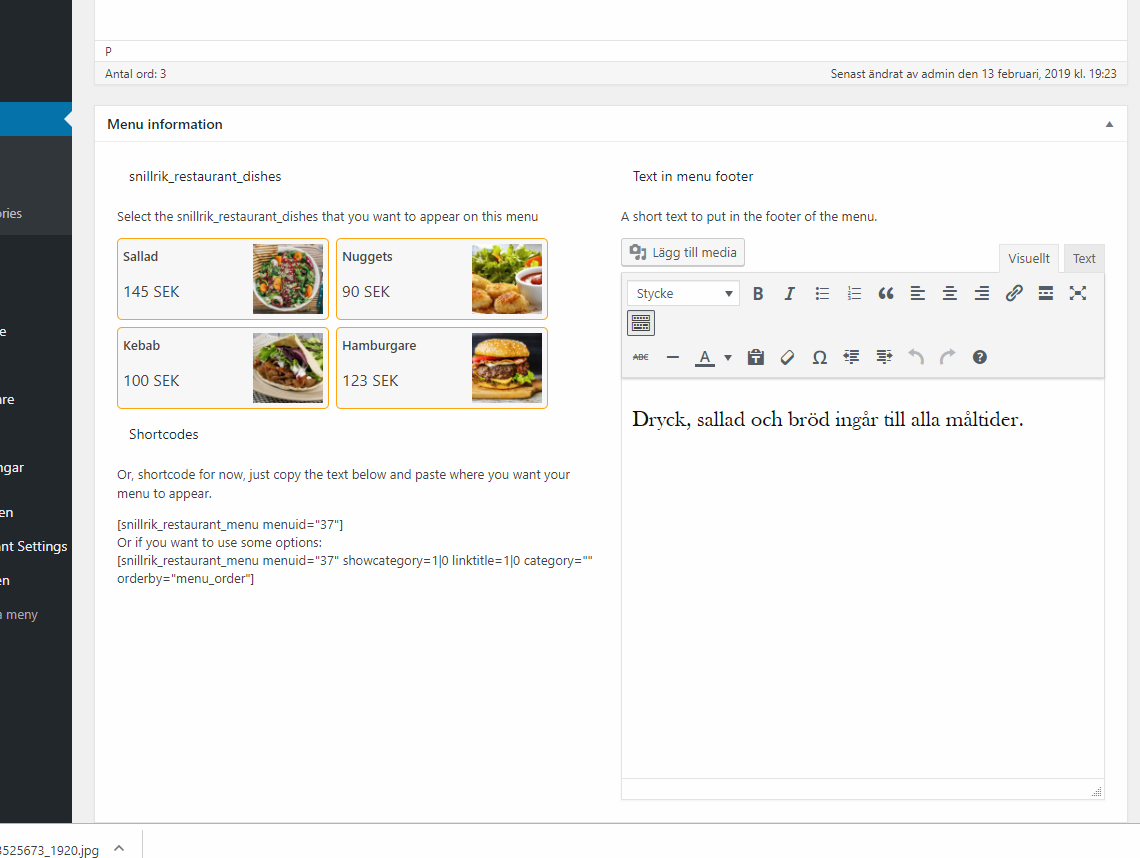 p
Antal ord: 3
Senast ändrat av admin den 13 februari, 2019 kl. 19:23
Menu information
snillrik_restaurant_dishes
Select the snillrik_restaurant_dishes that you want to appear on this menu
Sallad
145 SEK
Nuggets
90 SEK
Kebab
100 SEK
Hamburgare
123 SEK
Shortcodes
Or, shortcode for now, just copy the text below and paste where you want your
menu to appear.
[snillrik_restaurant_menu menuid="37"]
Or if you want to use some options:
[snillrik_restaurant_menu menuid="37" showcategory=1|0 linktitle=1|0 category=""
orderby="menu_order"]
Text in menu footer
A short text to put in the footer of the menu.
Lägg till media
Visuellt
Text
Stycke
B
I
ABC
A
Ω
Dryck, sallad och bröd ingår till alla måltider.
ories
e
are
ngar
en
nt Settings
en
a meny
3525673_1920.jpg